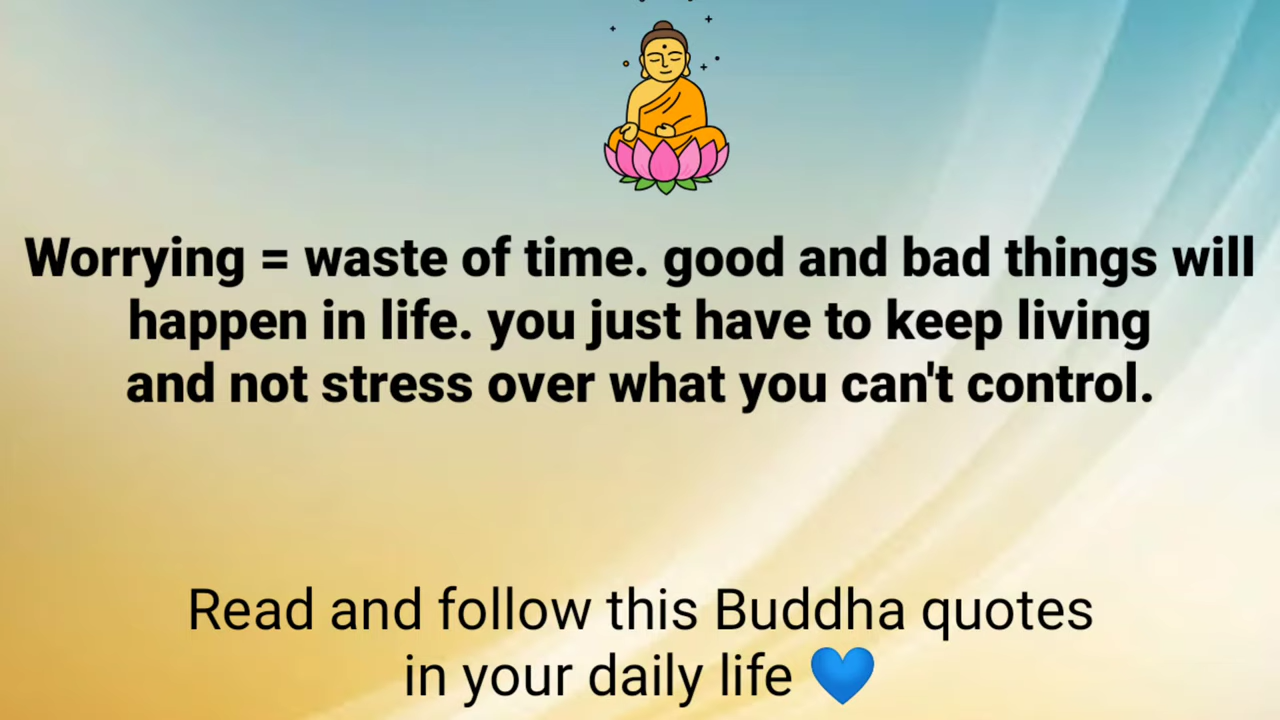 Worrying = waste of time. good and bad things will
happen in life. you just have to keep living
and not stress over what you can't control.
Read and follow this Buddha quotes
in your daily life 💙